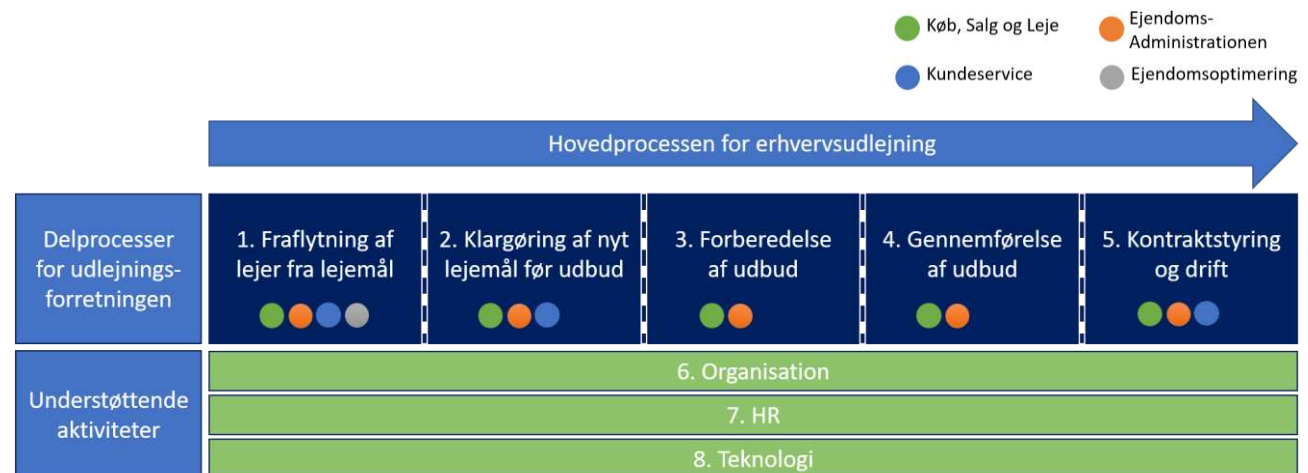 Køb, Salg og Leje
Ejendoms-
Administrationen
Kundeservice
Ejendomsoptimering
Hovedprocessen for erhvervsudlejning
Delprocesser
for udlejnings-
forretningen
1. Fraflytning af
lejer fra lejemål
2. Klargøring af nyt
lejemål før udbud
3. Forberedelse
af udbud
4. Gennemførelse
af udbud
5. Kontraktstyring
og drift
Understøttende
aktiviteter
6. Organisation
7. HR
8. Teknologi